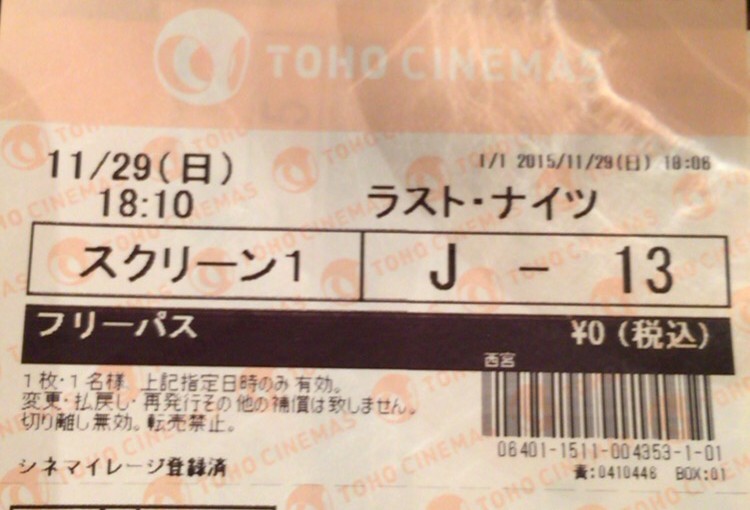 TOHO CINEMAS
11/29(日)
1/1 2015/11/29(日) 18:06
18:10
ラスト・ナイツ
スクリーン1
J - 13
フリーパス
¥0 (税込)
西宮
1枚・1名様、上記指定日時のみ有効。
変更・払戻し・再発行その他の補償は致しません。
切り離し無効。転売禁止。
06401-1511-004353-1-01
シネマイレージ登録済
責:0410446 BOX:01